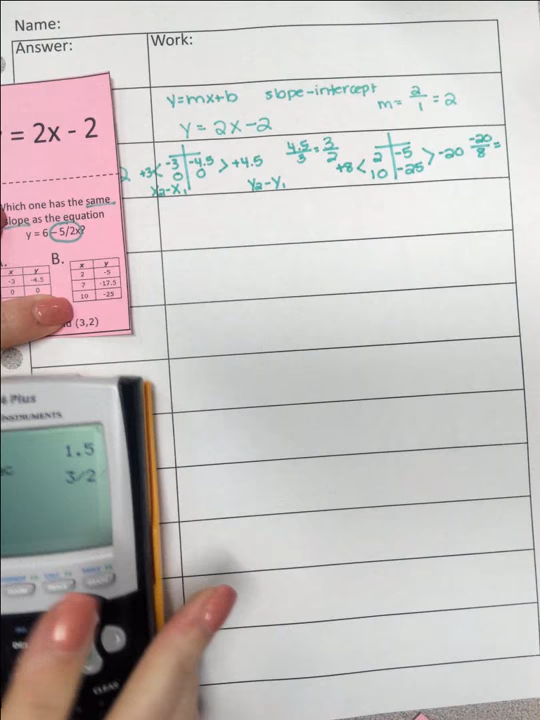 Name:
Answer:
Work:
= 2x - 2
y=mx+b slope-intercept m= 2/1 = 2
y = 2x-2
+3< -3 | -4.5 >+4.5 4.5/3 = 3/2 +8< 2 | -5 >-20 -20/8 =
0 | 0 10 | -25
x₂-x₁ y₂-y₁
Which one has the same
slope as the equation
y = 6 - 5/2x?
B.
x y
-3 -4.5
0 0
x y
2 -5
7 -17.5
10 -25
(3,2)
Plus
INSTRUMENTS
1.5
3/2
CLEAR